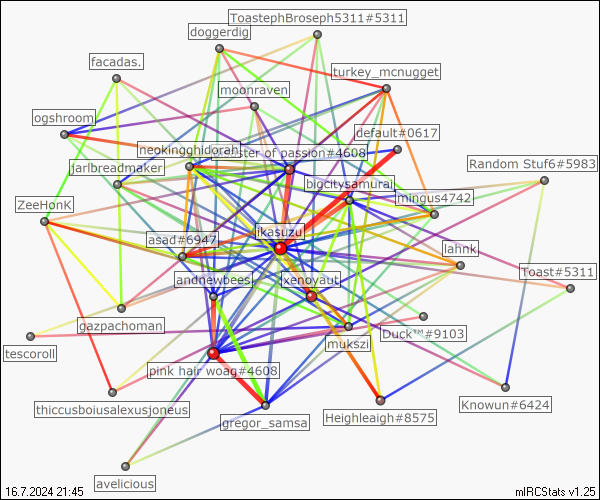 ToastephBroseph5311#5311
doggerdig
facadas.
turkey_mcnugget
moonraven
ogshroom
default#0617
neokingghidorah
ster of passion#4608
Random Stuf6#5983
jarlbreadmaker
bigcitysamurai
mingus4742
ZeeHonK
asad#6947
likasuzu
lahnk
andnewbees
xenoyaut
Toast#5311
gazpachoman
mukszi
Duck™#9103
tescoroll
pink hair woag#4608
thiccusboiusalexusjoneus
gregor_samsa
Heighleaigh#8575
Knowun#6424
avelicious
16.7.2024 21:45
mIRCStats v1.25